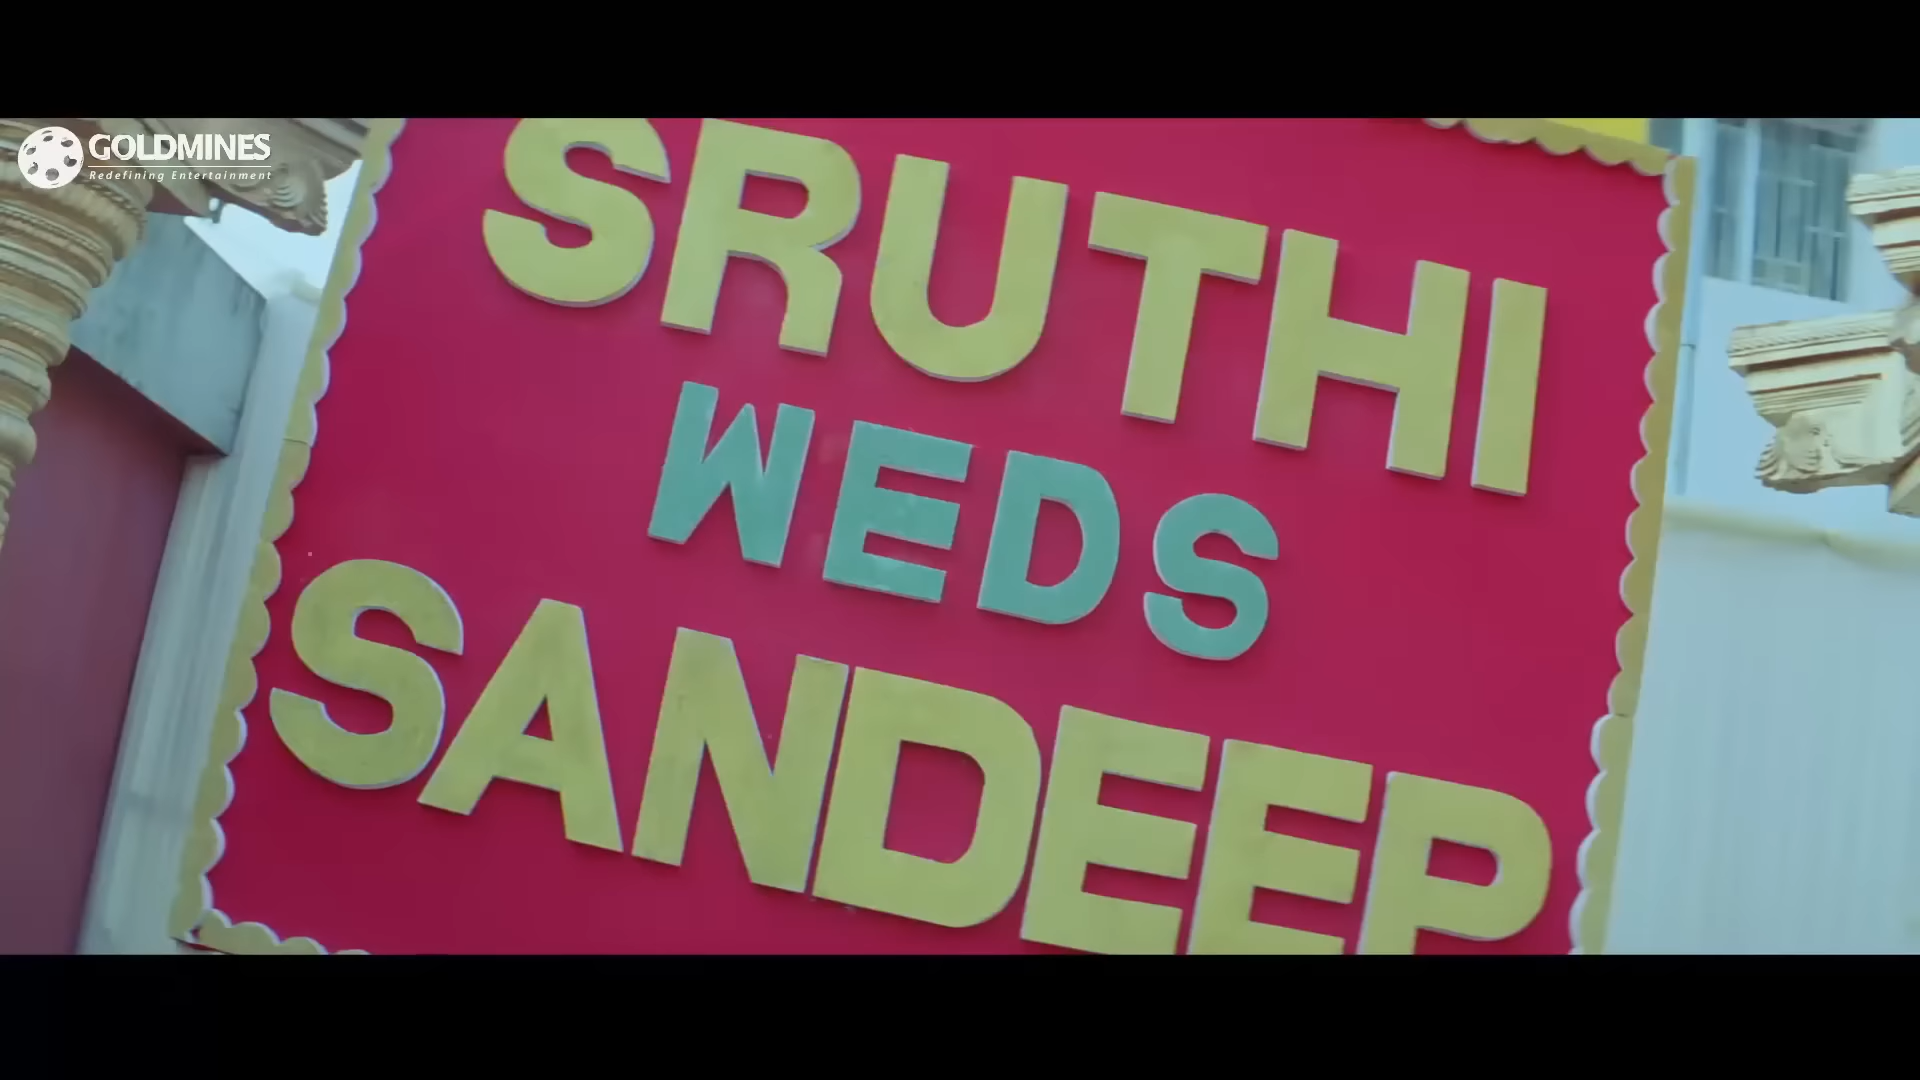 GOLDMINES
Redefining Entertainment
SRUTHI
WEDS
SANDEEP